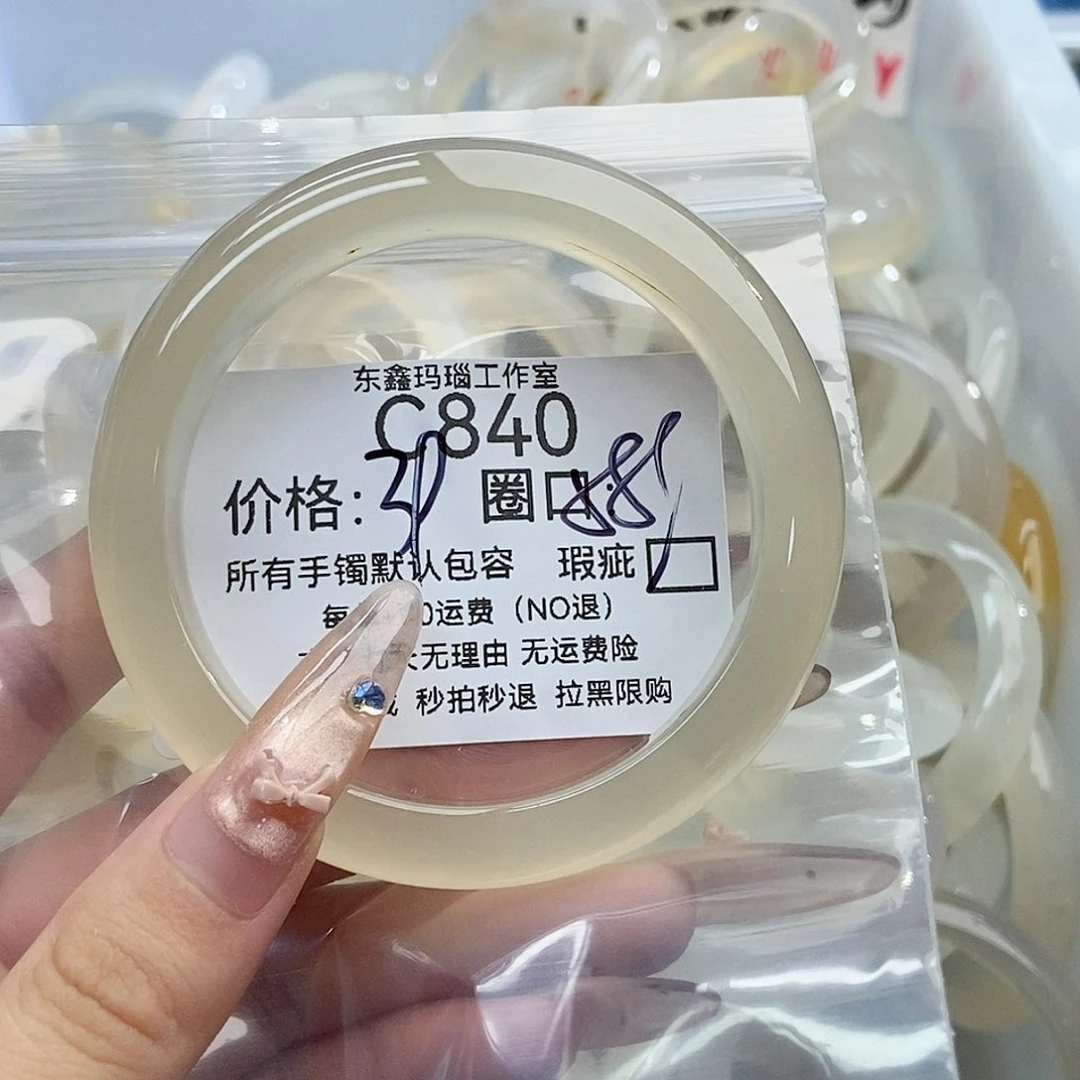 东鑫玛瑙工作室
C840
价格: 圈口:
所有手镯默认包容 瑕疵
每 0运费（NO退）
天无理由 无运费险
秒拍秒退 拉黑限购